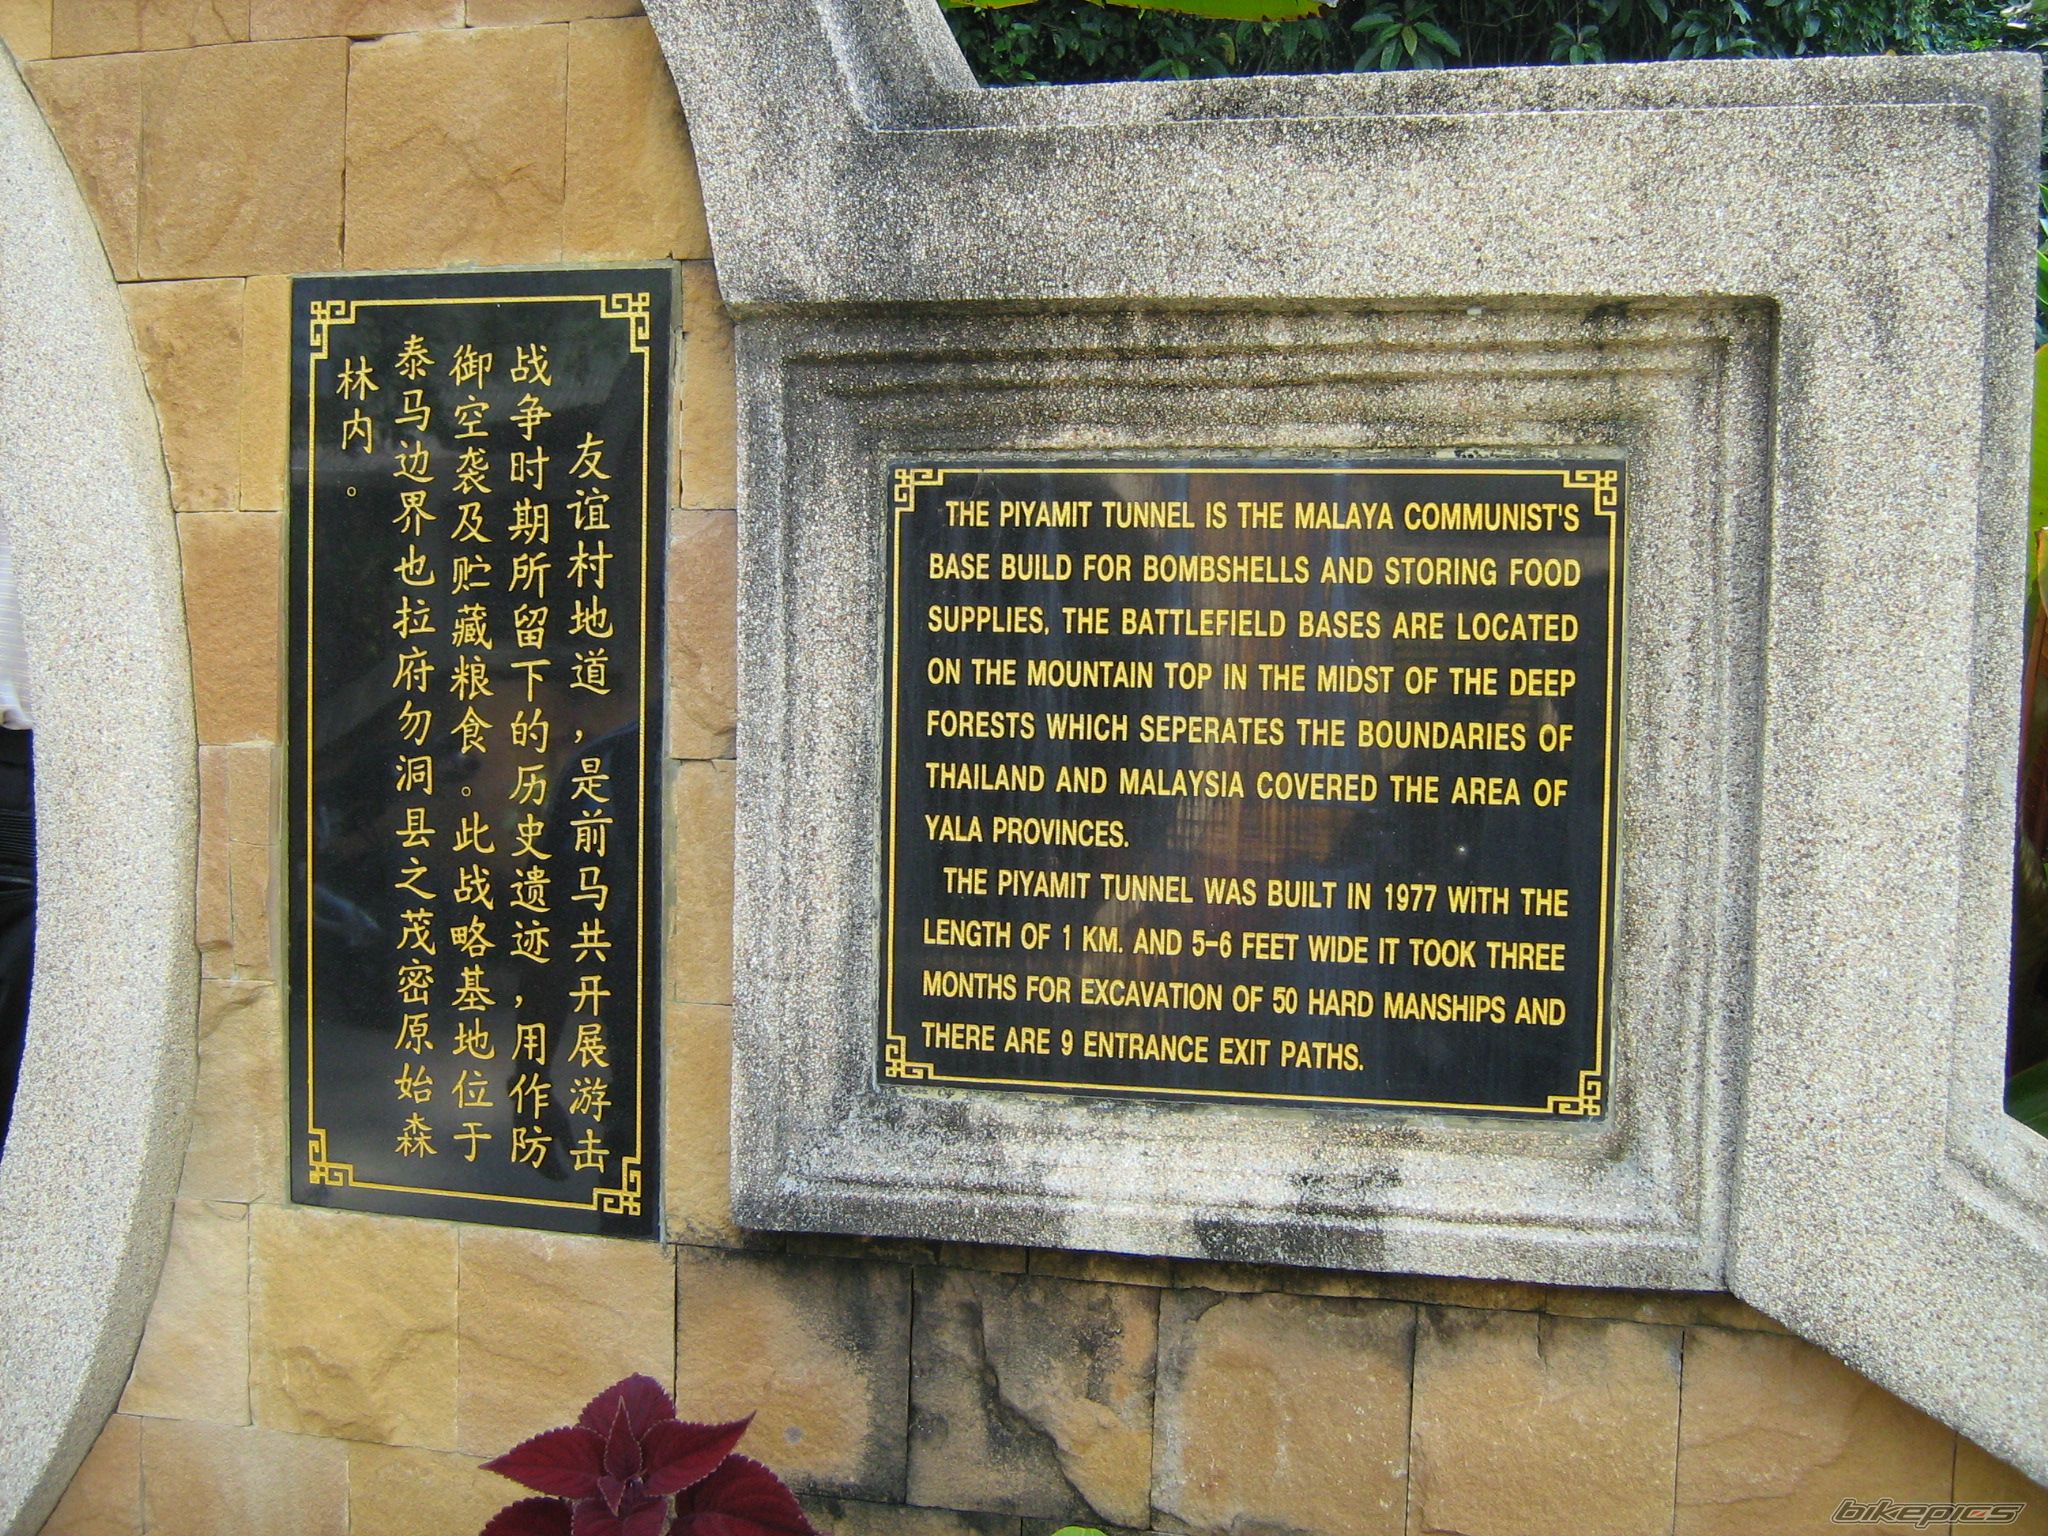 友谊村地道，是前马共开展游击
战争时期所留下的历史遗迹，用作防
御空袭及贮藏粮食。此战略基地位于
泰马边界也拉府勿洞县之茂密原始森
林内。
THE PIYAMIT TUNNEL IS THE MALAYA COMMUNIST'S
BASE BUILD FOR BOMBSHELLS AND STORING FOOD
SUPPLIES. THE BATTLEFIELD BASES ARE LOCATED
ON THE MOUNTAIN TOP IN THE MIDST OF THE DEEP
FORESTS WHICH SEPERATES THE BOUNDARIES OF
THAILAND AND MALAYSIA COVERED THE AREA OF
YALA PROVINCES.
THE PIYAMIT TUNNEL WAS BUILT IN 1977 WITH THE
LENGTH OF 1 KM. AND 5-6 FEET WIDE IT TOOK THREE
MONTHS FOR EXCAVATION OF 50 HARD MANSHIPS AND
THERE ARE 9 ENTRANCE EXIT PATHS.
bikepics